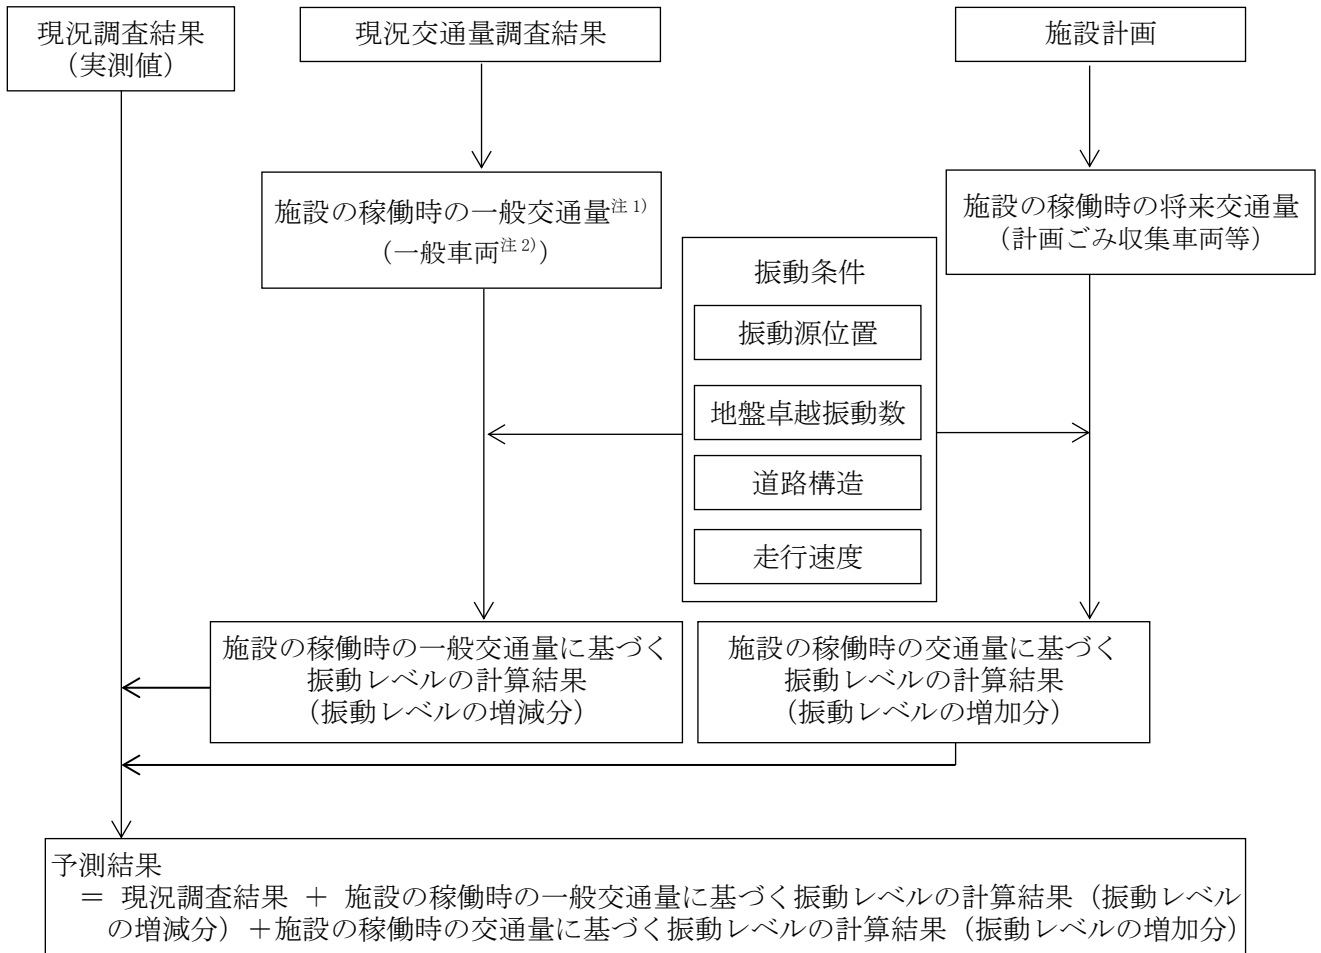 現況調査結果
（実測値）
現況交通量調査結果
施設計画
施設の稼働時の一般交通量注1)
（一般車両注2)）
施設の稼働時の将来交通量
（計画ごみ収集車両等）
振動条件
振動源位置
地盤卓越振動数
道路構造
走行速度
施設の稼働時の一般交通量に基づく
振動レベルの計算結果
（振動レベルの増減分）
施設の稼働時の交通量に基づく
振動レベルの計算結果
（振動レベルの増加分）
予測結果
＝ 現況調査結果 ＋ 施設の稼働時の一般交通量に基づく振動レベルの計算結果（振動レベル
の増減分）＋施設の稼働時の交通量に基づく振動レベルの計算結果（振動レベルの増加分）